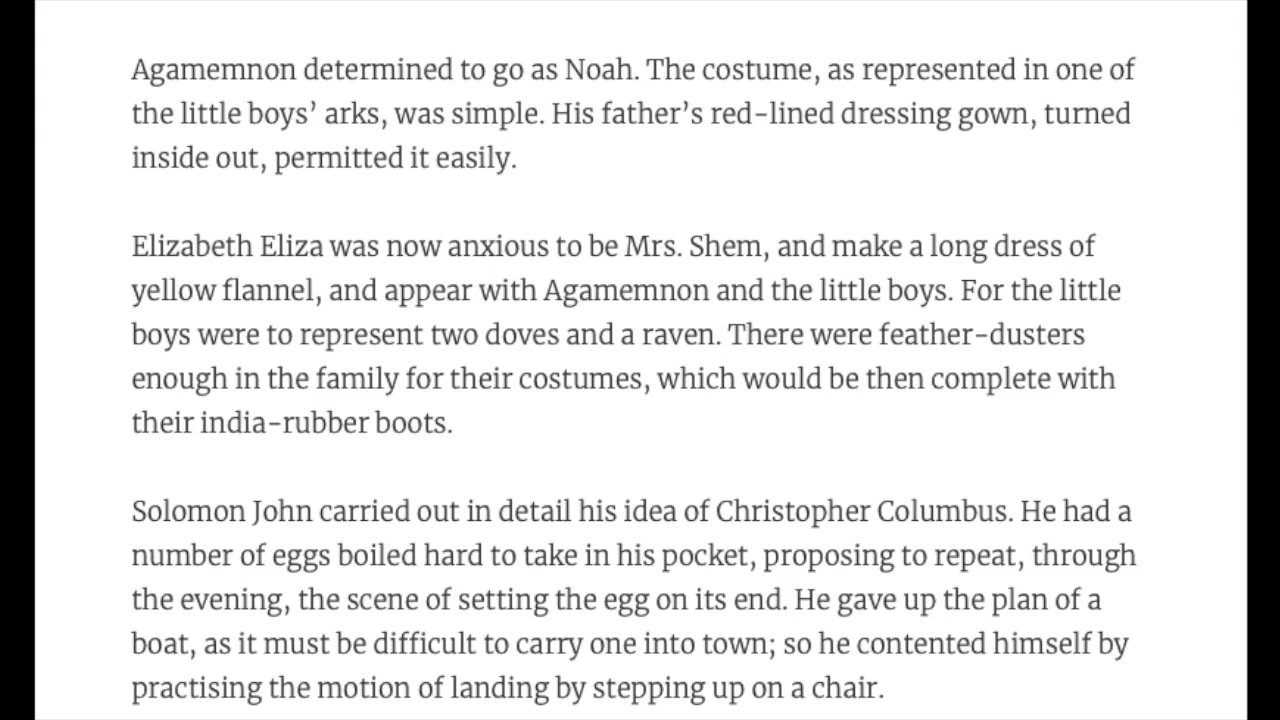 Agamemnon determined to go as Noah. The costume, as represented in one of
the little boys’ arks, was simple. His father’s red-lined dressing gown, turned
inside out, permitted it easily.
Elizabeth Eliza was now anxious to be Mrs. Shem, and make a long dress of
yellow flannel, and appear with Agamemnon and the little boys. For the little
boys were to represent two doves and a raven. There were feather-dusters
enough in the family for their costumes, which would be then complete with
their india-rubber boots.
Solomon John carried out in detail his idea of Christopher Columbus. He had a
number of eggs boiled hard to take in his pocket, proposing to repeat, through
the evening, the scene of setting the egg on its end. He gave up the plan of a
boat, as it must be difficult to carry one into town; so he contented himself by
practising the motion of landing by stepping up on a chair.